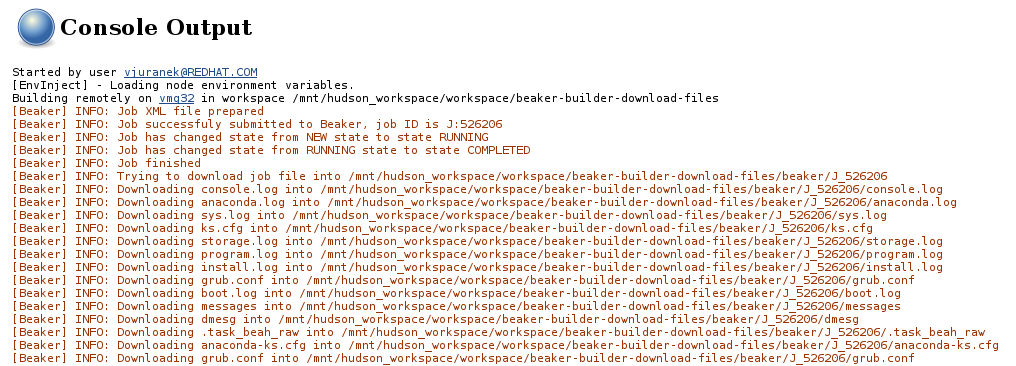 Console Output
Started by user vjuranek@REDHAT.COM
[EnvInject] - Loading node environment variables.
Building remotely on vmg32 in workspace /mnt/hudson_workspace/workspace/beaker-builder-download-files
[Beaker] INFO: Job XML file prepared
[Beaker] INFO: Job successfuly submitted to Beaker, job ID is J:526206
[Beaker] INFO: Job has changed state from NEW state to state RUNNING
[Beaker] INFO: Job has changed state from RUNNING state to state COMPLETED
[Beaker] INFO: Job finished
[Beaker] INFO: Trying to download job file into /mnt/hudson_workspace/workspace/beaker-builder-download-files/beaker/J_526206
[Beaker] INFO: Downloading console.log into /mnt/hudson_workspace/workspace/beaker-builder-download-files/beaker/J_526206/console.log
[Beaker] INFO: Downloading anaconda.log into /mnt/hudson_workspace/workspace/beaker-builder-download-files/beaker/J_526206/anaconda.log
[Beaker] INFO: Downloading sys.log into /mnt/hudson_workspace/workspace/beaker-builder-download-files/beaker/J_526206/sys.log
[Beaker] INFO: Downloading ks.cfg into /mnt/hudson_workspace/workspace/beaker-builder-download-files/beaker/J_526206/ks.cfg
[Beaker] INFO: Downloading storage.log into /mnt/hudson_workspace/workspace/beaker-builder-download-files/beaker/J_526206/storage.log
[Beaker] INFO: Downloading program.log into /mnt/hudson_workspace/workspace/beaker-builder-download-files/beaker/J_526206/program.log
[Beaker] INFO: Downloading install.log into /mnt/hudson_workspace/workspace/beaker-builder-download-files/beaker/J_526206/install.log
[Beaker] INFO: Downloading grub.conf into /mnt/hudson_workspace/workspace/beaker-builder-download-files/beaker/J_526206/grub.conf
[Beaker] INFO: Downloading boot.log into /mnt/hudson_workspace/workspace/beaker-builder-download-files/beaker/J_526206/boot.log
[Beaker] INFO: Downloading messages into /mnt/hudson_workspace/workspace/beaker-builder-download-files/beaker/J_526206/messages
[Beaker] INFO: Downloading dmesg into /mnt/hudson_workspace/workspace/beaker-builder-download-files/beaker/J_526206/dmesg
[Beaker] INFO: Downloading .task_beah_raw into /mnt/hudson_workspace/workspace/beaker-builder-download-files/beaker/J_526206/.task_beah_raw
[Beaker] INFO: Downloading anaconda-ks.cfg into /mnt/hudson_workspace/workspace/beaker-builder-download-files/beaker/J_526206/anaconda-ks.cfg
[Beaker] INFO: Downloading grub.conf into /mnt/hudson_workspace/workspace/beaker-builder-download-files/beaker/J_526206/grub.conf